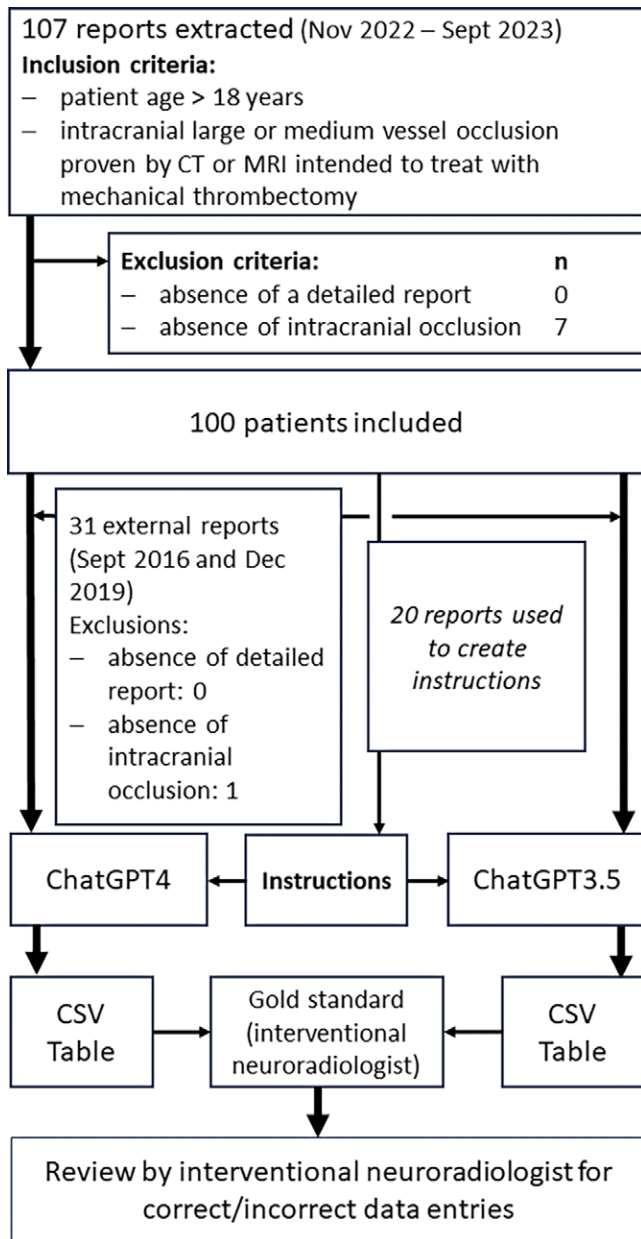 107 reports extracted (Nov 2022 – Sept 2023)
Inclusion criteria:
– patient age > 18 years
– intracranial large or medium vessel occlusion
proven by CT or MRI intended to treat with
mechanical thrombectomy
Exclusion criteria: n
– absence of a detailed report 0
– absence of intracranial occlusion 7
100 patients included
31 external reports
(Sept 2016 and Dec
2019)
Exclusions:
– absence of detailed
report: 0
– absence of
intracranial
occlusion: 1
20 reports used
to create
instructions
ChatGPT4
Instructions
ChatGPT3.5
CSV
Table
Gold standard
(interventional
neuroradiologist)
CSV
Table
Review by interventional neuroradiologist for
correct/incorrect data entries